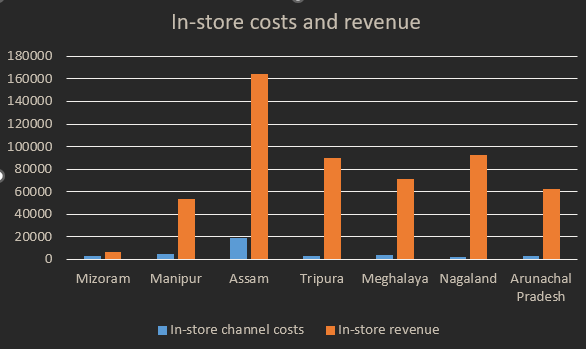 In-store costs and revenue
180000
160000
140000
120000
100000
80000
60000
40000
20000
0
Mizoram Manipur Assam Tripura Meghalaya Nagaland Arunachal
Pradesh
In-store channel costs In-store revenue